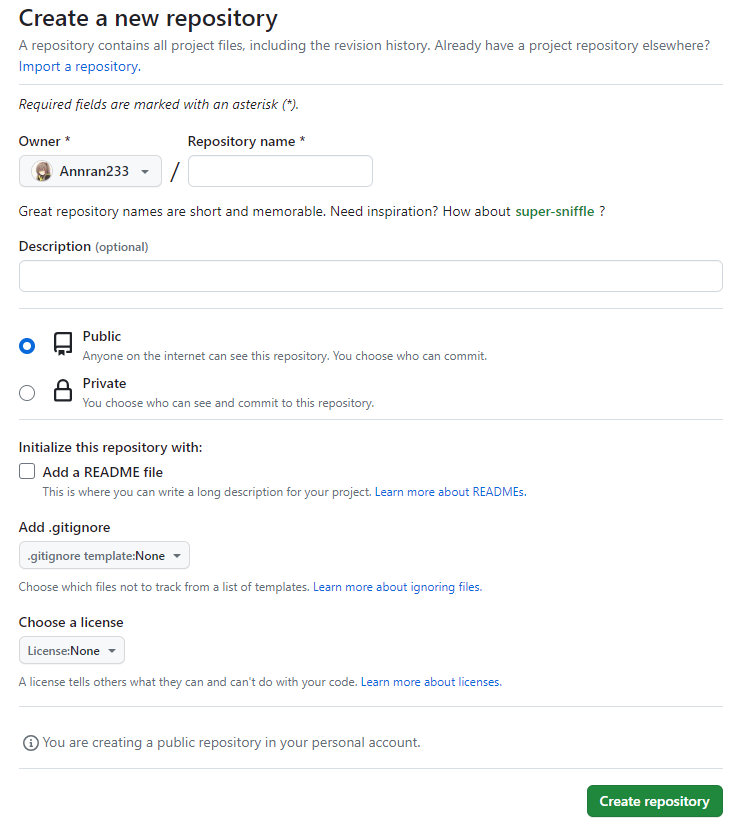 Create a new repository
A repository contains all project files, including the revision history. Already have a project repository elsewhere?
Import a repository.
Required fields are marked with an asterisk (*).
Owner * Repository name *
Annran233 /
Great repository names are short and memorable. Need inspiration? How about super-sniffle ?
Description (optional)
Public
Anyone on the internet can see this repository. You choose who can commit.
Private
You choose who can see and commit to this repository.
Initialize this repository with:
Add a README file
This is where you can write a long description for your project. Learn more about READMEs.
Add .gitignore
.gitignore template:None
Choose which files not to track from a list of templates. Learn more about ignoring files.
Choose a license
License:None
A license tells others what they can and can't do with your code. Learn more about licenses.
You are creating a public repository in your personal account.
Create repository